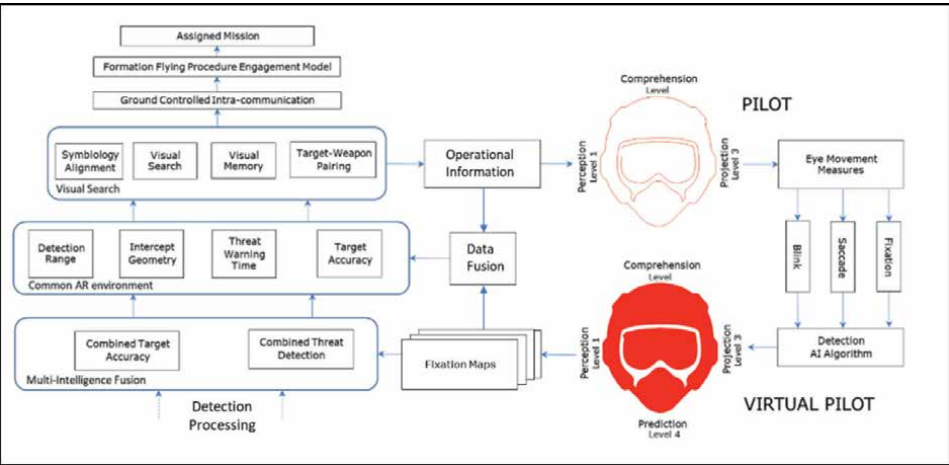 Assigned Mission
Formation Flying Procedure Engagement Model
Ground Controlled Intra-communication
Symbiology
Alignment
Visual
Search
Visual
Memory
Target-Weapon
Pairing
Visual Search
Operational
Information
Comprehension
Level
Perception
Level 1
Projection
Level 3
PILOT
Eye Movement
Measures
Blink
Saccade
Fixation
Detection
Range
Intercept
Geometry
Threat
Warning
Time
Target
Accuracy
Common AR environment
Data
Fusion
Combined Target
Accuracy
Combined Threat
Detection
Multi-Intelligence Fusion
Detection
Processing
Fixation Maps
Comprehension
Level
Perception
Level 1
Projection
Level 3
Prediction
Level 4
Detection
AI Algorithm
VIRTUAL PILOT